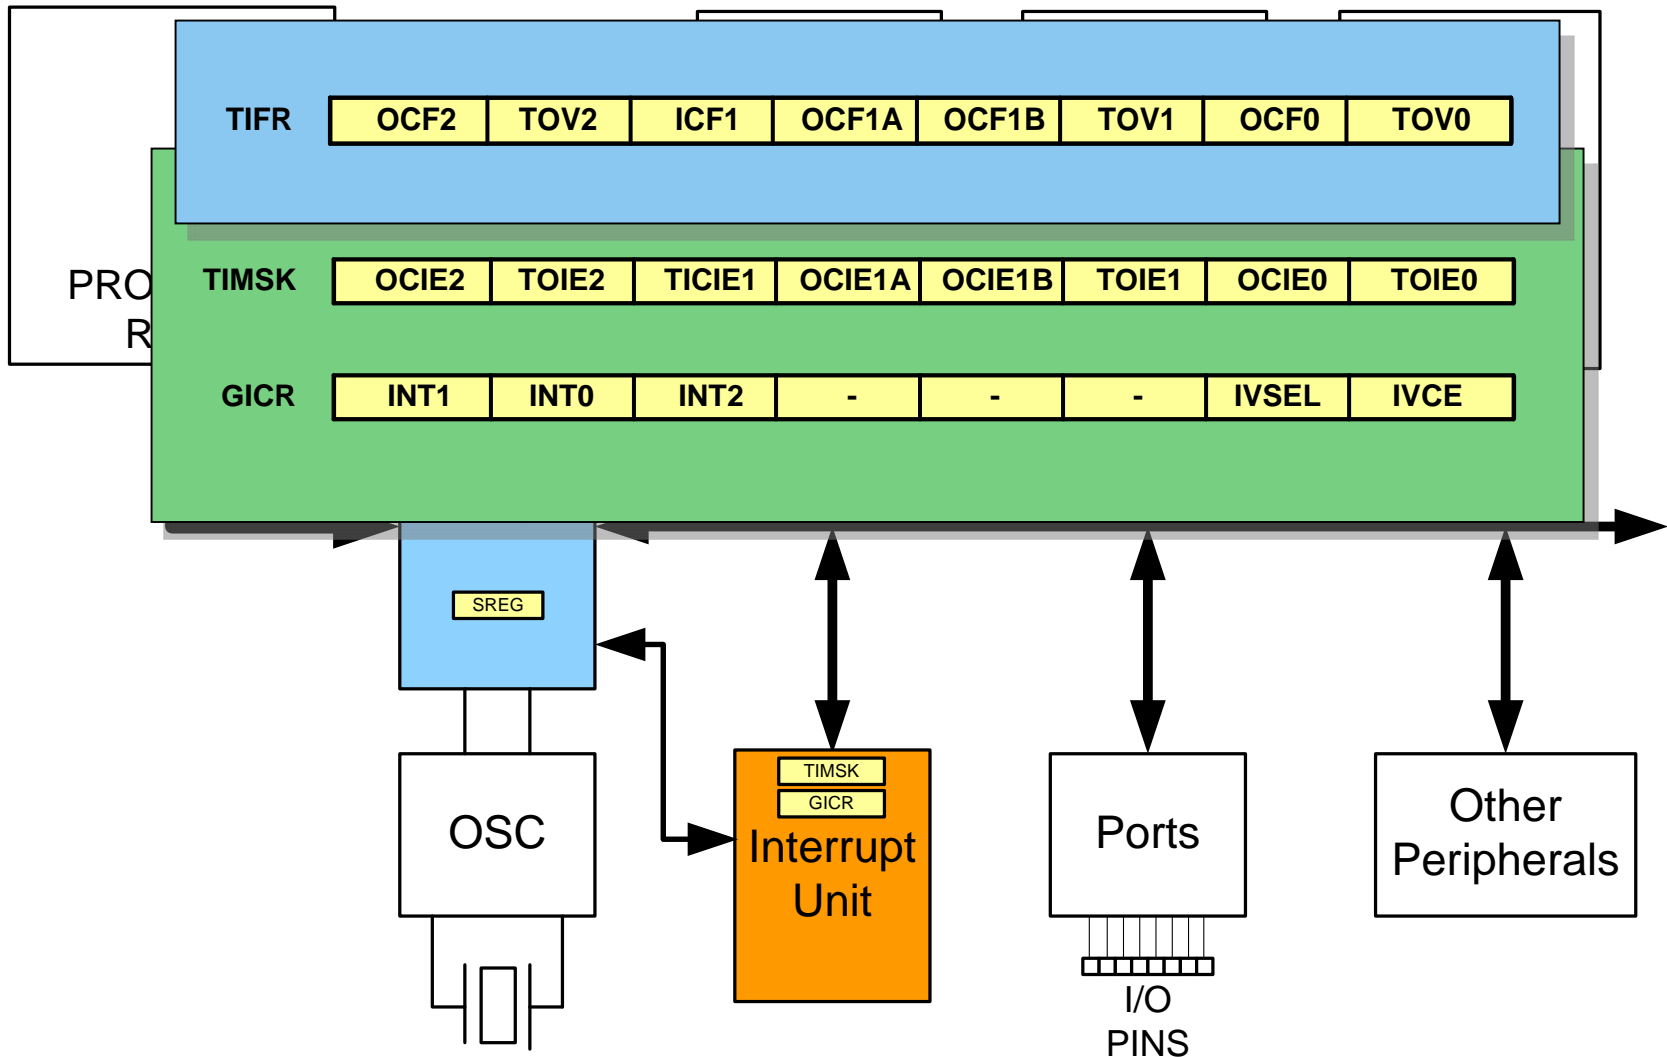 TIFR OCF2 TOV2 ICF1 OCF1A OCF1B TOV1 OCF0 TOV0
TIMSK OCIE2 TOIE2 TICIE1 OCIE1A OCIE1B TOIE1 OCIE0 TOIE0
PRO
R
GICR INT1 INT0 INT2 - - - IVSEL IVCE
SREG
OSC
TIMSK
GICR
Interrupt
Unit
Ports
I/O
PINS
Other
Peripherals